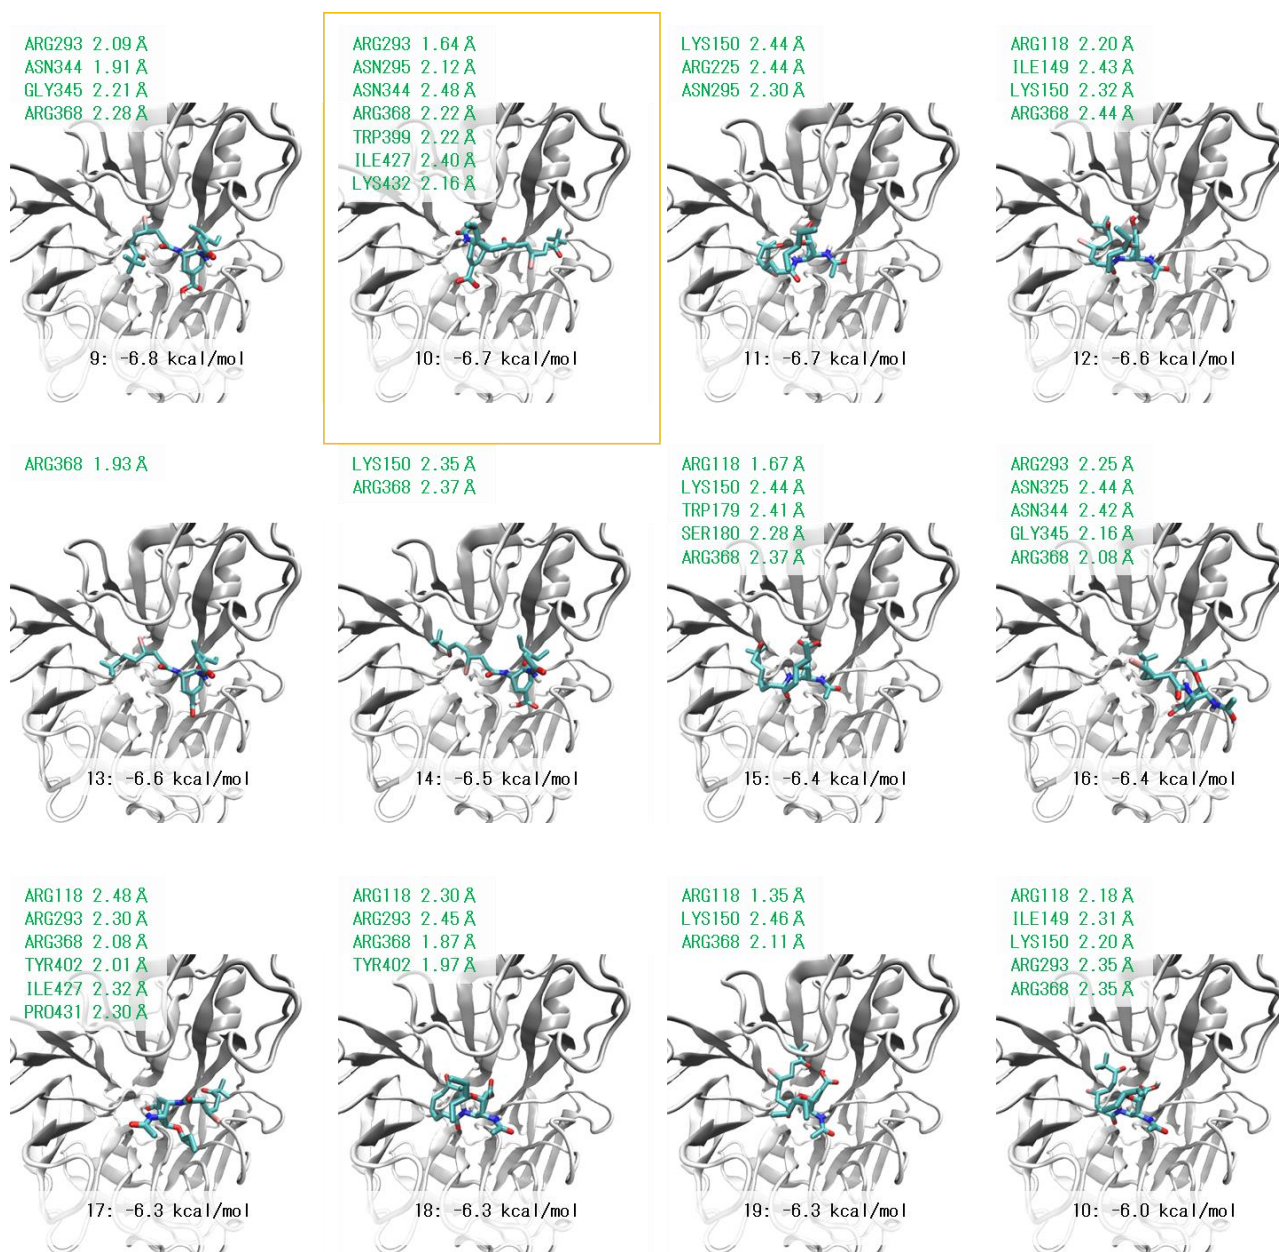 ARG293 2.09 Å
ASN344 1.91 Å
GLY345 2.21 Å
ARG368 2.28 Å
9: -6.8 kcal/mol
ARG293 1.64 Å
ASN295 2.12 Å
ASN344 2.48 Å
ARG368 2.22 Å
TRP399 2.22 Å
ILE427 2.40 Å
LYS432 2.16 Å
10: -6.7 kcal/mol
LYS150 2.44 Å
ARG225 2.44 Å
ASN295 2.30 Å
11: -6.7 kcal/mol
ARG118 2.20 Å
ILE149 2.43 Å
LYS150 2.32 Å
ARG368 2.44 Å
12: -6.6 kcal/mol
ARG368 1.93 Å
13: -6.6 kcal/mol
LYS150 2.35 Å
ARG368 2.37 Å
14: -6.5 kcal/mol
ARG118 1.67 Å
LYS150 2.44 Å
TRP179 2.41 Å
SER180 2.28 Å
ARG368 2.37 Å
15: -6.4 kcal/mol
ARG293 2.25 Å
ASN325 2.44 Å
ASN344 2.42 Å
GLY345 2.16 Å
ARG368 2.08 Å
16: -6.4 kcal/mol
ARG118 2.48 Å
ARG293 2.30 Å
ARG368 2.08 Å
TYR402 2.01 Å
ILE427 2.32 Å
PRO431 2.30 Å
17: -6.3 kcal/mol
ARG118 2.30 Å
ARG293 2.45 Å
ARG368 1.87 Å
TYR402 1.97 Å
18: -6.3 kcal/mol
ARG118 1.35 Å
LYS150 2.46 Å
ARG368 2.11 Å
19: -6.3 kcal/mol
ARG118 2.18 Å
ILE149 2.31 Å
LYS150 2.20 Å
ARG293 2.35 Å
ARG368 2.35 Å
10: -6.0 kcal/mol